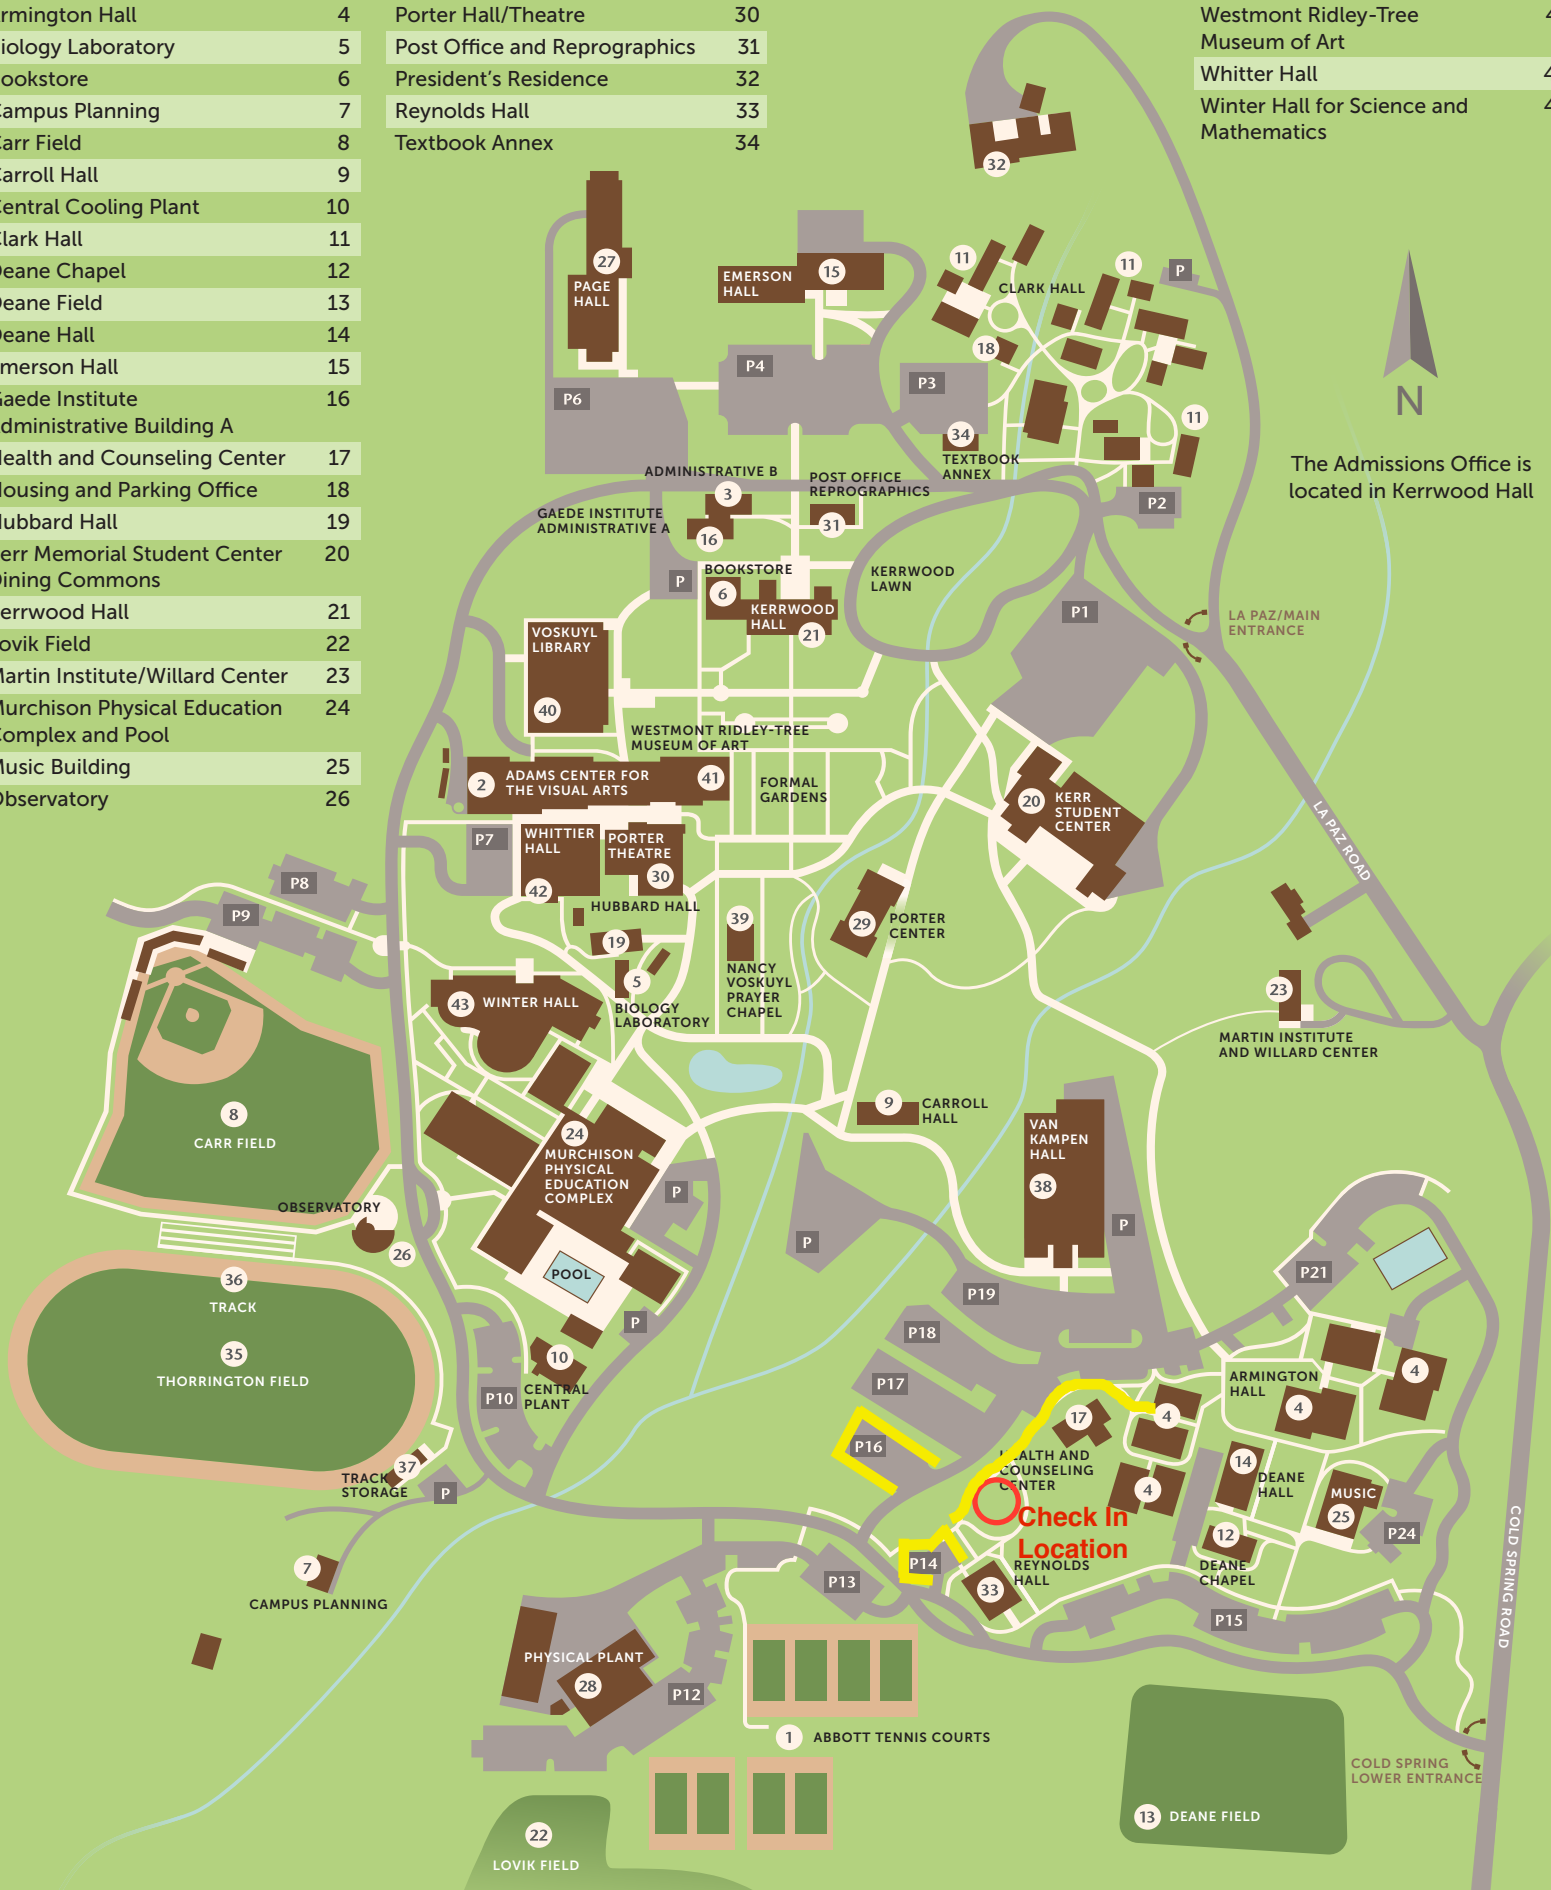 rmington Hall 4
iology Laboratory 5
ookstore 6
ampus Planning 7
arr Field 8
arroll Hall 9
entral Cooling Plant 10
lark Hall 11
eane Chapel 12
eane Field 13
eane Hall 14
merson Hall 15
aede Institute 16
dministrative Building A
ealth and Counseling Center 17
ousing and Parking Office 18
ubbard Hall 19
err Memorial Student Center 20
ining Commons
errwood Hall 21
ovik Field 22
artin Institute/Willard Center 23
urchison Physical Education 24
omplex and Pool
usic Building 25
bservatory 26
Porter Hall/Theatre 30
Post Office and Reprographics 31
President's Residence 32
Reynolds Hall 33
Textbook Annex 34
Westmont Ridley-Tree 4
Museum of Art
Whitter Hall 4
Winter Hall for Science and 4
Mathematics
32
27
PAGE
HALL
EMERSON
HALL
15
11
CLARK HALL
11
P
18
P4
P3
P6
34
TEXTBOOK
ANNEX
11
N
The Admissions Office is
located in Kerrwood Hall
ADMINISTRATIVE B
3
POST OFFICE
REPROGRAPHICS
31
GAEDE INSTITUTE
ADMINISTRATIVE A
16
P2
P
BOOKSTORE
6
KERRWOOD
HALL
21
KERRWOOD
LAWN
P1
LA PAZ/MAIN
ENTRANCE
VOSKUYL
LIBRARY
40
WESTMONT RIDLEY-TREE
MUSEUM OF ART
2
ADAMS CENTER FOR
THE VISUAL ARTS
41
FORMAL
GARDENS
20
KERR
STUDENT
CENTER
LA PAZ ROAD
P7
WHITTIER
HALL
42
PORTER
THEATRE
30
HUBBARD HALL
19
P8
P9
39
NANCY
VOSKUYL
PRAYER
CHAPEL
29
PORTER
CENTER
5
BIOLOGY
LABORATORY
43
WINTER HALL
23
MARTIN INSTITUTE
AND WILLARD CENTER
8
CARR FIELD
24
MURCHISON
PHYSICAL
EDUCATION
COMPLEX
9
CARROLL
HALL
VAN
KAMPEN
HALL
38
P
P
P
OBSERVATORY
26
POOL
P
36
TRACK
35
THORRINGTON FIELD
10
CENTRAL
PLANT
P10
P19
P18
P17
P16
P21
ARMINGTON
HALL
4
4
4
4
17
HEALTH AND
COUNSELING
CENTER
Check In
Location
14
DEANE
HALL
MUSIC
25
P24
12
DEANE
CHAPEL
37
TRACK
STORAGE
P
7
CAMPUS PLANNING
P14
P13
REYNOLDS
HALL
33
P15
COLD SPRING ROAD
PHYSICAL PLANT
28
P12
1
ABBOTT TENNIS COURTS
COLD SPRING
LOWER ENTRANCE
13
DEANE FIELD
22
LOVIK FIELD